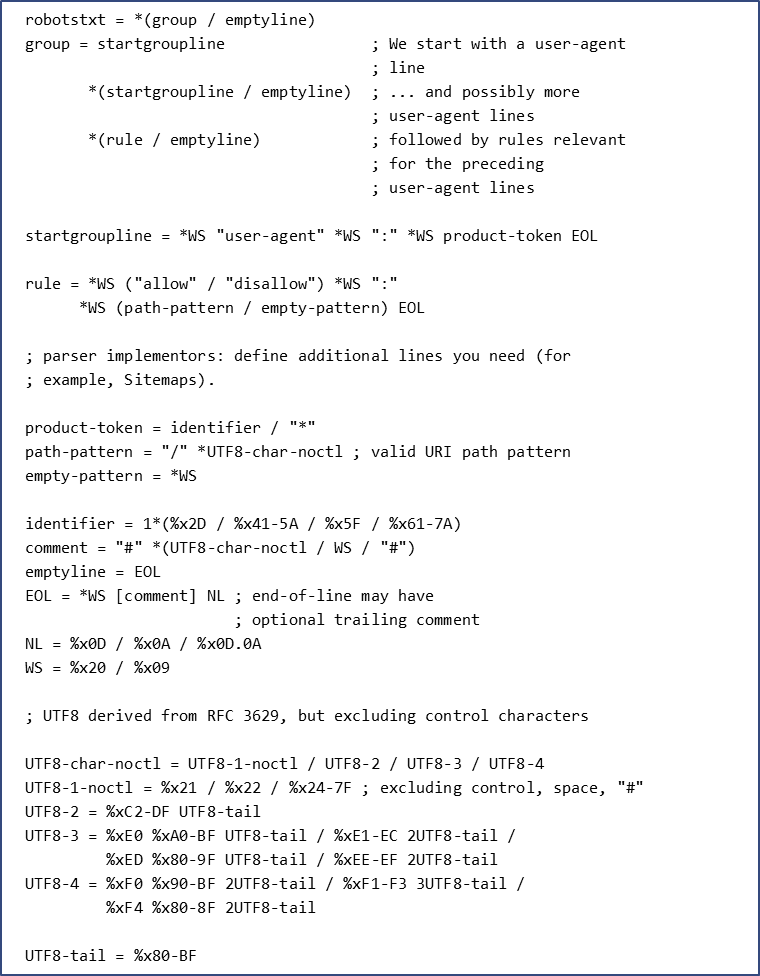 robotstxt = *(group / emptyline)
group = startgroupline                ; We start with a user-agent
                                      ; line
       *(startgroupline / emptyline)  ; ... and possibly more
                                      ; user-agent lines
       *(rule / emptyline)            ; followed by rules relevant
                                      ; for the preceding
                                      ; user-agent lines

startgroupline = *WS "user-agent" *WS ":" *WS product-token EOL

rule = *WS ("allow" / "disallow") *WS ":"
      *WS (path-pattern / empty-pattern) EOL

; parser implementors: define additional lines you need (for
; example, Sitemaps).

product-token = identifier / "*"
path-pattern = "/" *UTF8-char-noctl ; valid URI path pattern
empty-pattern = *WS

identifier = 1*(%x2D / %x41-5A / %x5F / %x61-7A)
comment = "#" *(UTF8-char-noctl / WS / "#")
emptyline = EOL
EOL = *WS [comment] NL ; end-of-line may have
                       ; optional trailing comment
NL = %x0D / %x0A / %x0D.0A
WS = %x20 / %x09

; UTF8 derived from RFC 3629, but excluding control characters

UTF8-char-noctl = UTF8-1-noctl / UTF8-2 / UTF8-3 / UTF8-4
UTF8-1-noctl = %x21 / %x22 / %x24-7F ; excluding control, space, "#"
UTF8-2 = %xC2-DF UTF8-tail
UTF8-3 = %xE0 %xA0-BF UTF8-tail / %xE1-EC 2UTF8-tail /
         %xED %x80-9F UTF8-tail / %xEE-EF 2UTF8-tail
UTF8-4 = %xF0 %x90-BF 2UTF8-tail / %xF1-F3 3UTF8-tail /
         %xF4 %x80-8F 2UTF8-tail

UTF8-tail = %x80-BF